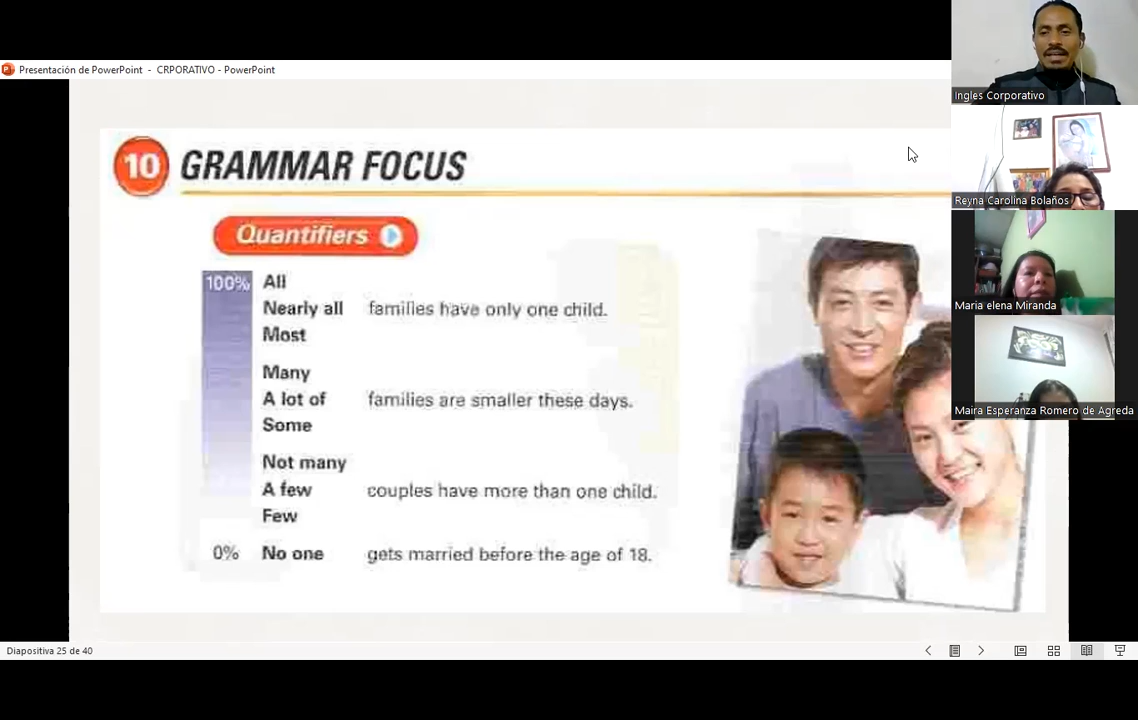 Presentación de PowerPoint - CRPORATIVO - PowerPoint
10 GRAMMAR FOCUS
Quantifiers
100% All
Nearly all families have only one child.
Most
Many
A lot of families are smaller these days.
Some
Not many
A few couples have more than one child.
Few
0% No one gets married before the age of 18.
Diapositiva 25 de 40
Ingles Corporativo
Reyna Carolina Bolaños
Maria elena Miranda
Maira Esperanza Romero de Agreda